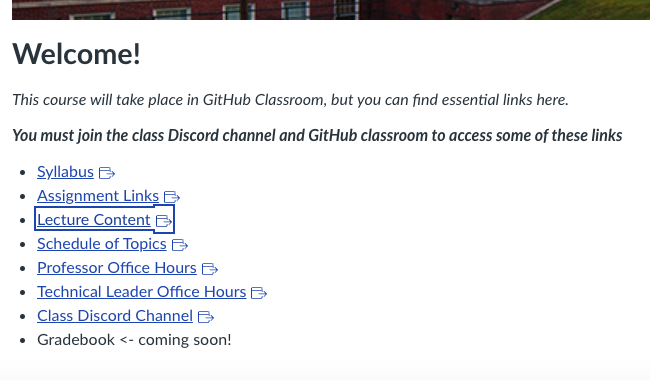 Welcome!
This course will take place in GitHub Classroom, but you can find essential links here.
You must join the class Discord channel and GitHub classroom to access some of these links
Syllabus
Assignment Links
Lecture Content
Schedule of Topics
Professor Office Hours
Technical Leader Office Hours
Class Discord Channel
Gradebook <- coming soon!